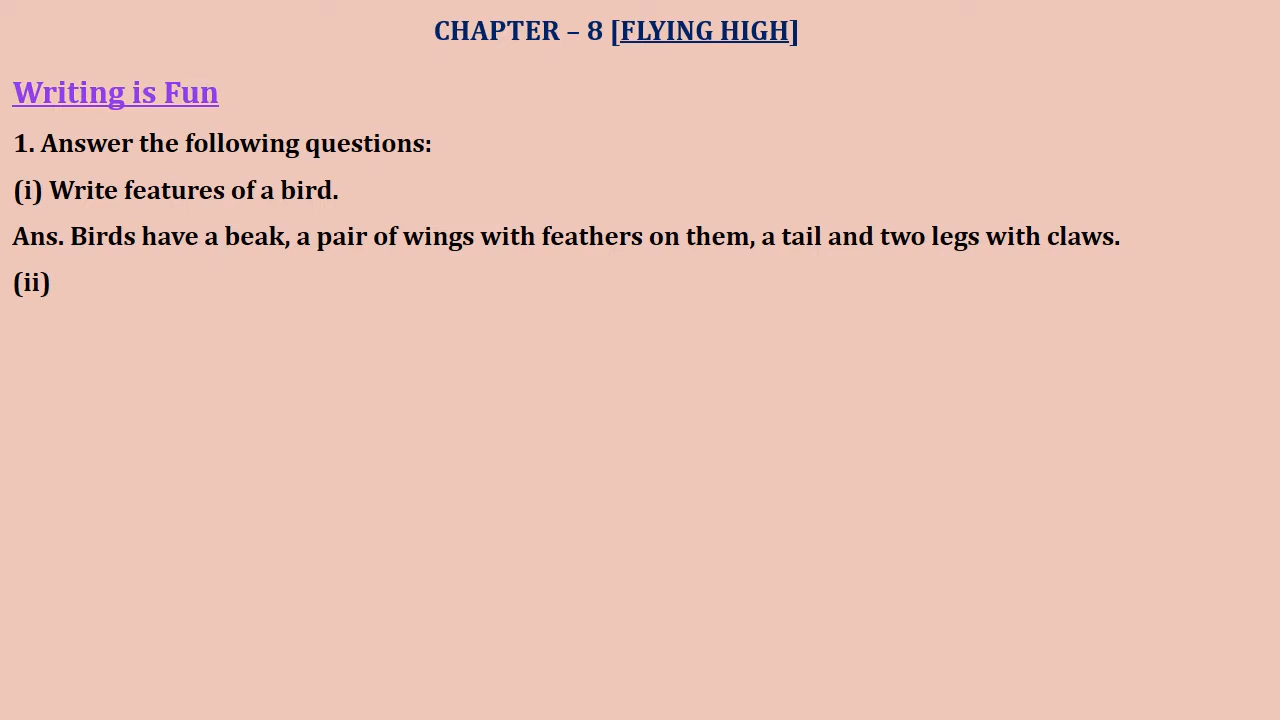 CHAPTER – 8 [FLYING HIGH]
Writing is Fun
1. Answer the following questions:
(i) Write features of a bird.
Ans. Birds have a beak, a pair of wings with feathers on them, a tail and two legs with claws.
(ii)